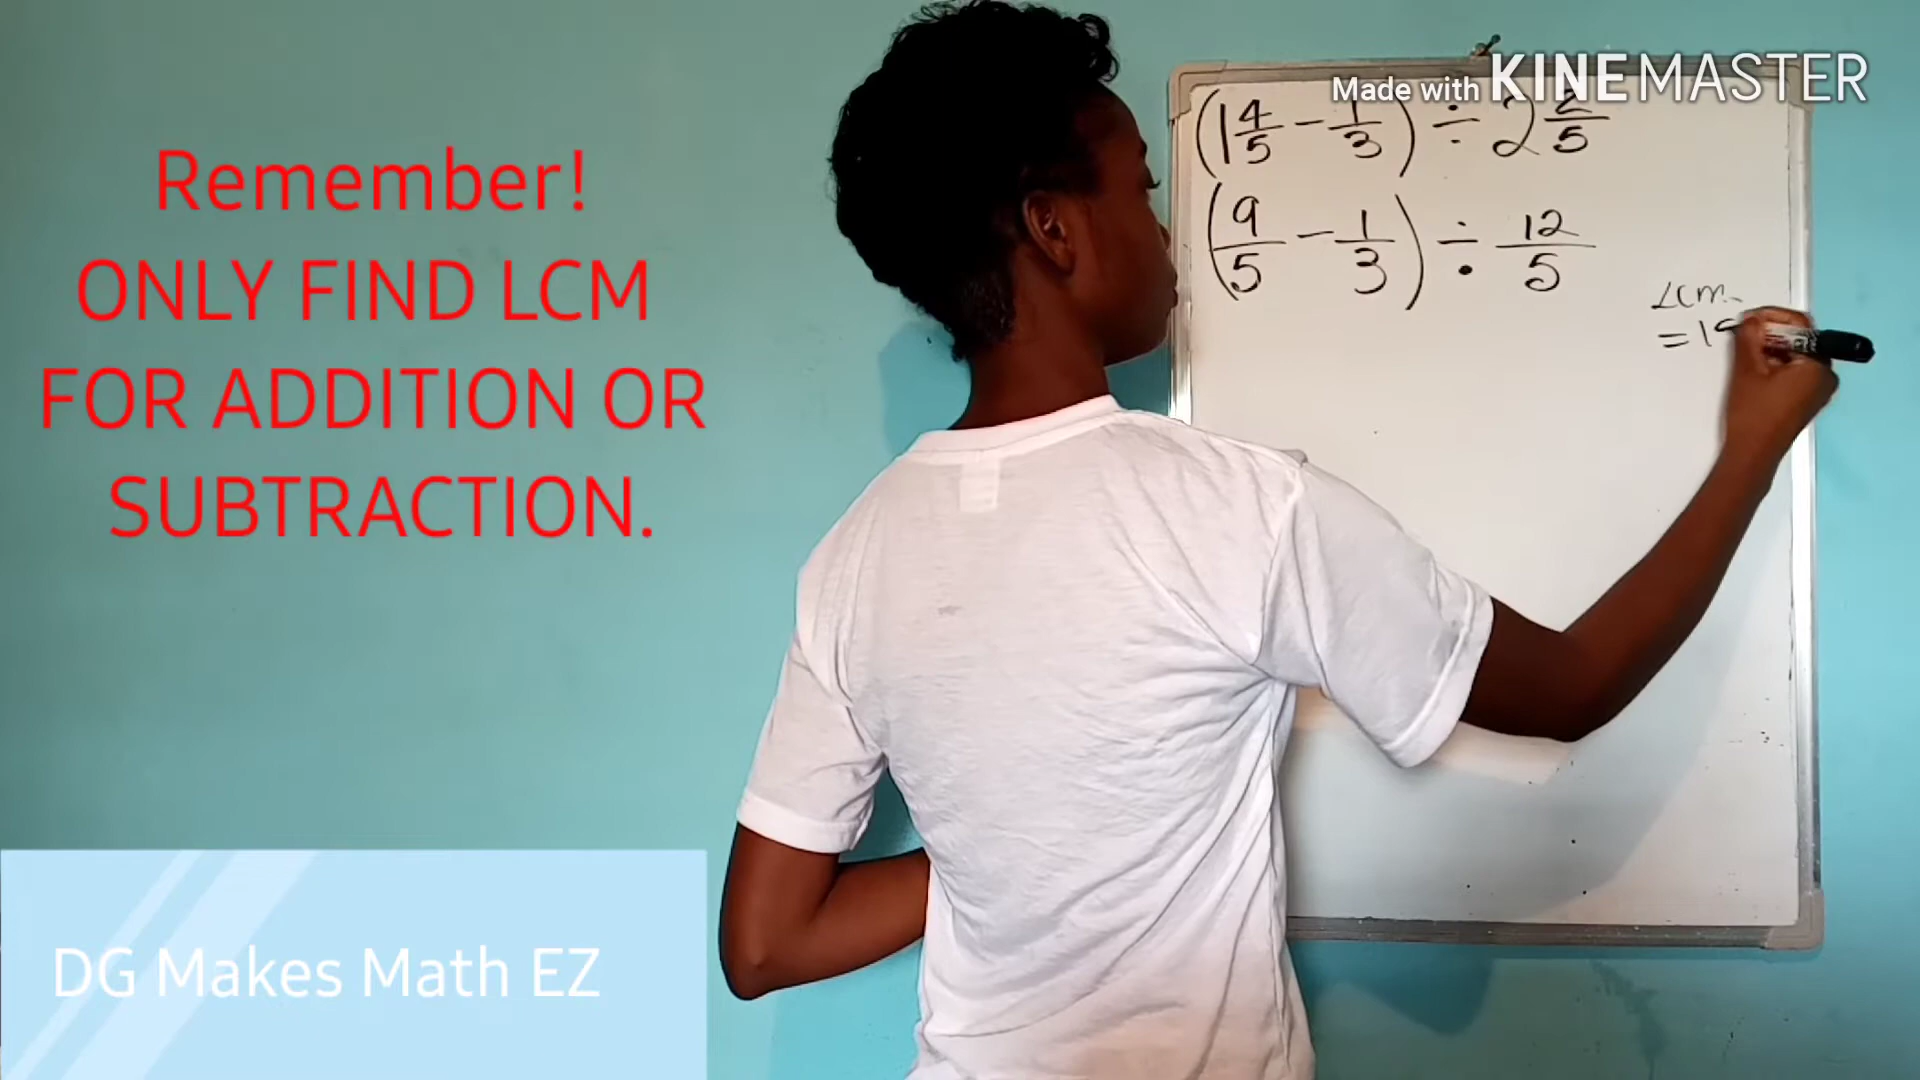 Made with KINEMASTER
Remember!
ONLY FIND LCM
FOR ADDITION OR
SUBTRACTION.
(1 4/5 - 1/3) ÷ 2 2/5
(9/5 - 1/3) ÷ 12/5
LCM
=
DG Makes Math EZ